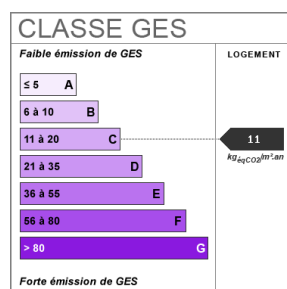 CLASSE GES
Faible émission de GES
LOGEMENT
≤ 5 A
6 à 10 B
11 à 20 C
11
kgéqCO2/m².an
21 à 35 D
36 à 55 E
56 à 80 F
> 80 G
Forte émission de GES